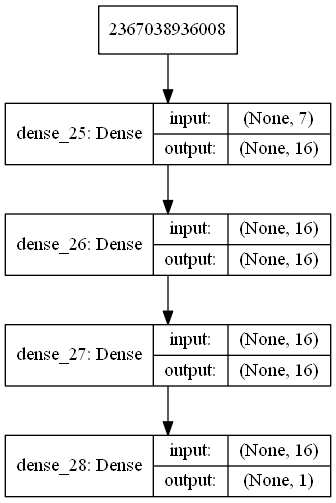 2367038936008
dense_25: Dense
input: (None, 7)
output: (None, 16)
dense_26: Dense
input: (None, 16)
output: (None, 16)
dense_27: Dense
input: (None, 16)
output: (None, 16)
dense_28: Dense
input: (None, 16)
output: (None, 1)